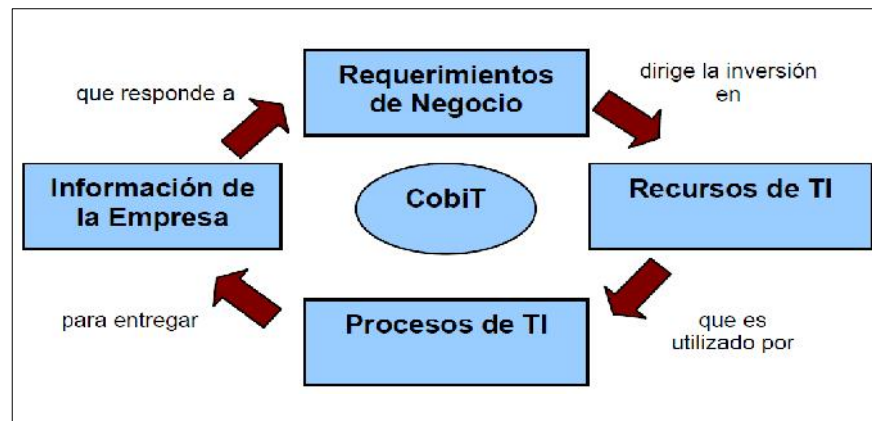 Requerimientos
de Negocio
que responde a
dirige la inversión
en
Información de
la Empresa
CobiT
Recursos de TI
para entregar
Procesos de TI
que es
utilizado por